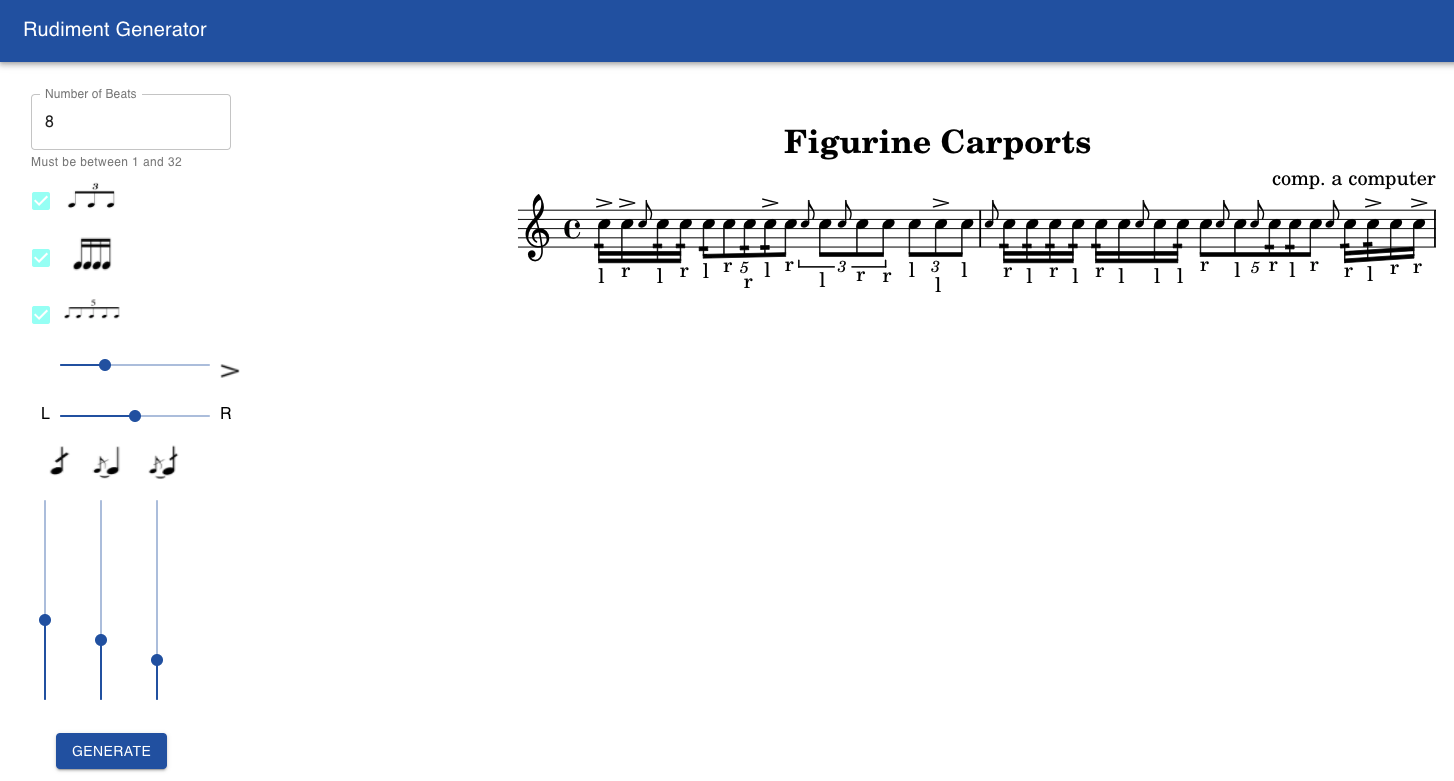 Rudiment Generator
Number of Beats
8
Must be between 1 and 32
3
5
L R
GENERATE
Figurine Carports
comp. a computer
l r l r l r 5 r l r 3 l r r l 3 l l r l r l r l l l r l 5 r l r r l r r